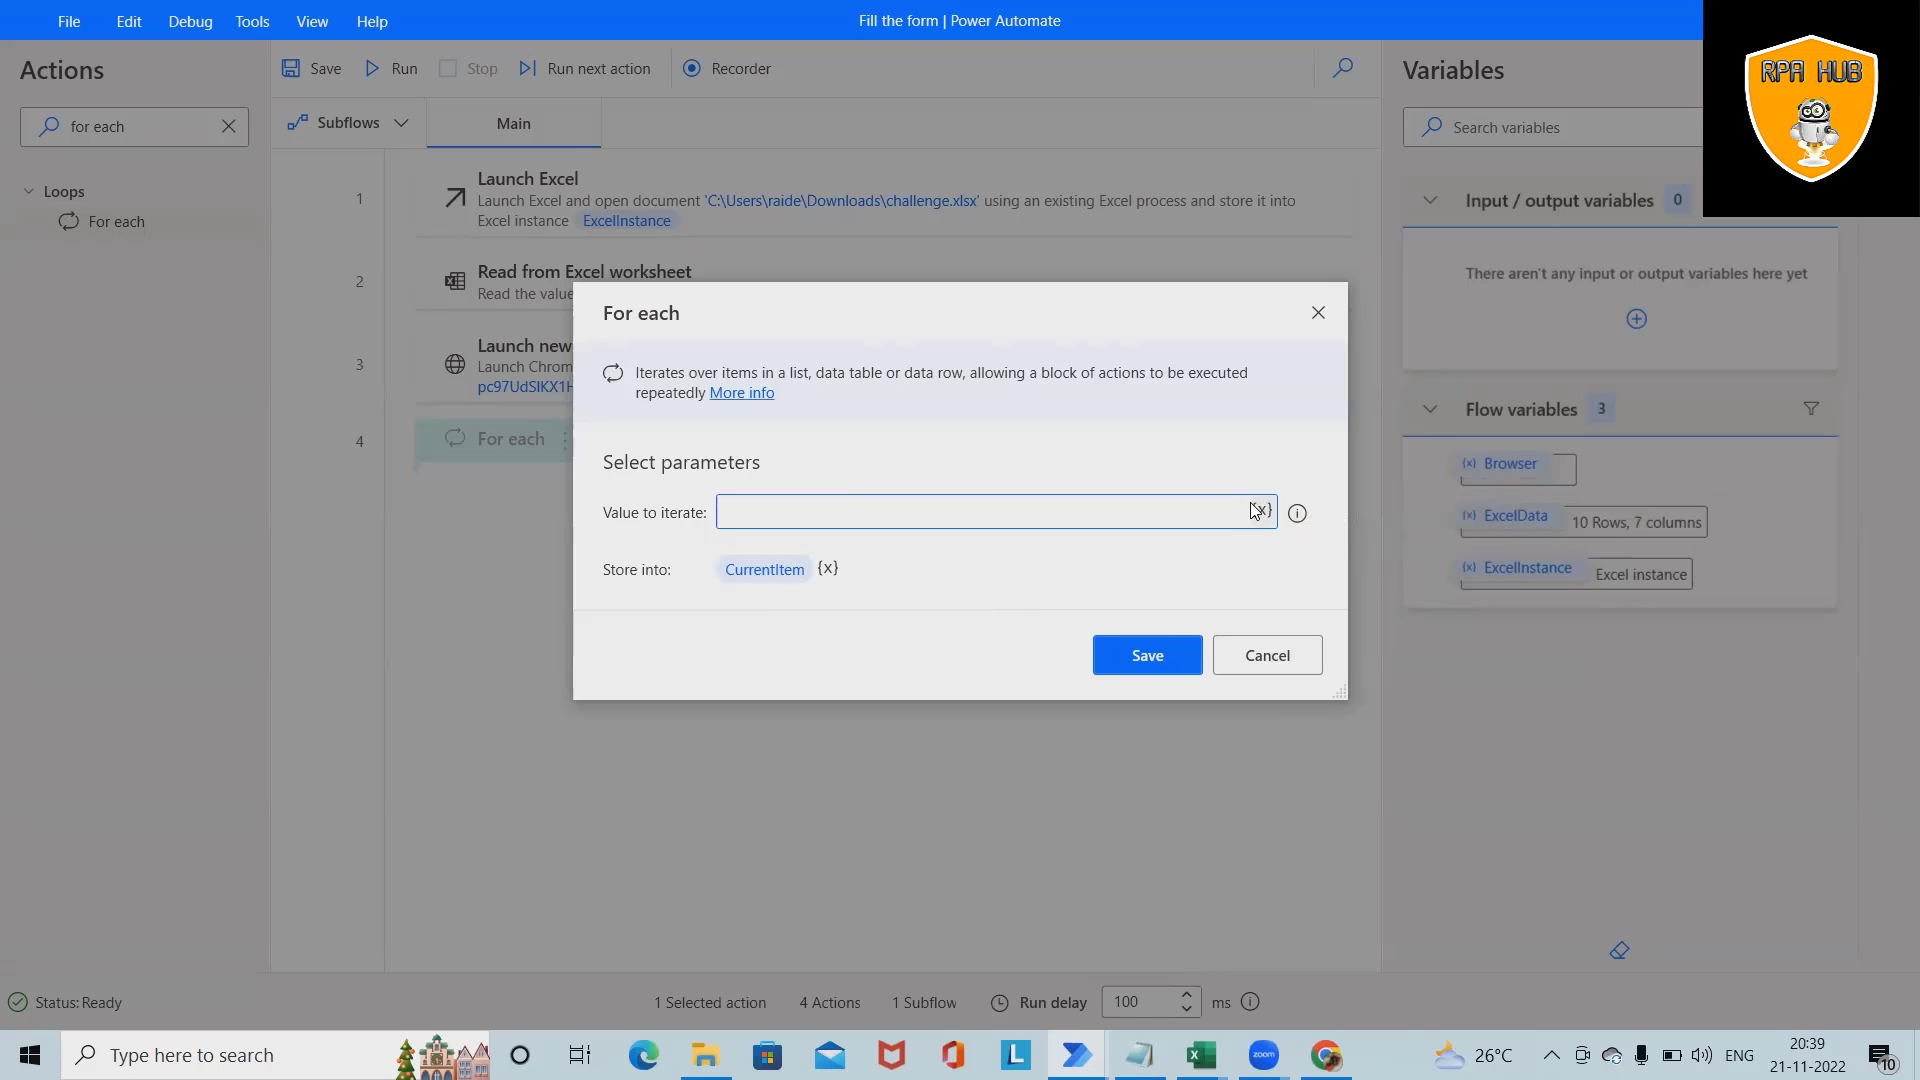 File Edit Debug Tools View Help
Fill the form | Power Automate
RPA HUB
Actions
Save Run Stop Run next action Recorder
Variables
for each
Subflows Main
Search variables
Loops
For each
1
Launch Excel
Launch Excel and open document 'C:\Users\raide\Downloads\challenge.xlsx' using an existing Excel process and store it into
Excel instance ExcelInstance
2
Read from Excel worksheet
Read the value
3
Launch new
Launch Chrom
pc97UdSIKX1H
4
For each
For each
Iterates over items in a list, data table or data row, allowing a block of actions to be executed
repeatedly More info
Select parameters
Value to iterate: {x}
Store into: CurrentItem {x}
Save Cancel
Input / output variables 0
There aren't any input or output variables here yet
Flow variables 3
{x} Browser
{x} ExcelData 10 Rows, 7 columns
{x} ExcelInstance Excel instance
Status: Ready 1 Selected action 4 Actions 1 Subflow Run delay 100 ms
Type here to search
L
zoom
26°C
ENG
20:39
21-11-2022
10